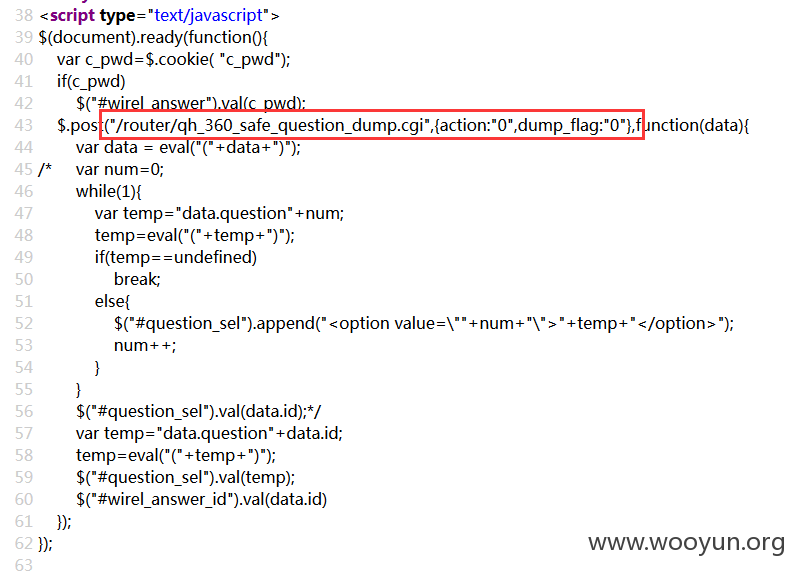 38 <script type="text/javascript">
39 $(document).ready(function(){
40 var c_pwd=$.cookie( "c_pwd");
41 if(c_pwd)
42 $("#wirel_answer").val(c_pwd);
43 $.post("/router/qh_360_safe_question_dump.cgi",{action:"0",dump_flag:"0"},function(data){
44 var data = eval("("+data+")");
45 /* var num=0;
46 while(1){
47 var temp="data.question"+num;
48 temp=eval("("+temp+")");
49 if(temp==undefined)
50 break;
51 else{
52 $("#question_sel").append("<option value=\""+num+"\">"+temp+"</option>");
53 num++;
54 }
55 }
56 $("#question_sel").val(data.id);*/
57 var temp="data.question"+data.id;
58 temp=eval("("+temp+")");
59 $("#question_sel").val(temp);
60 $("#wirel_answer_id").val(data.id)
61 });
62 });
63
www.wooyun.org